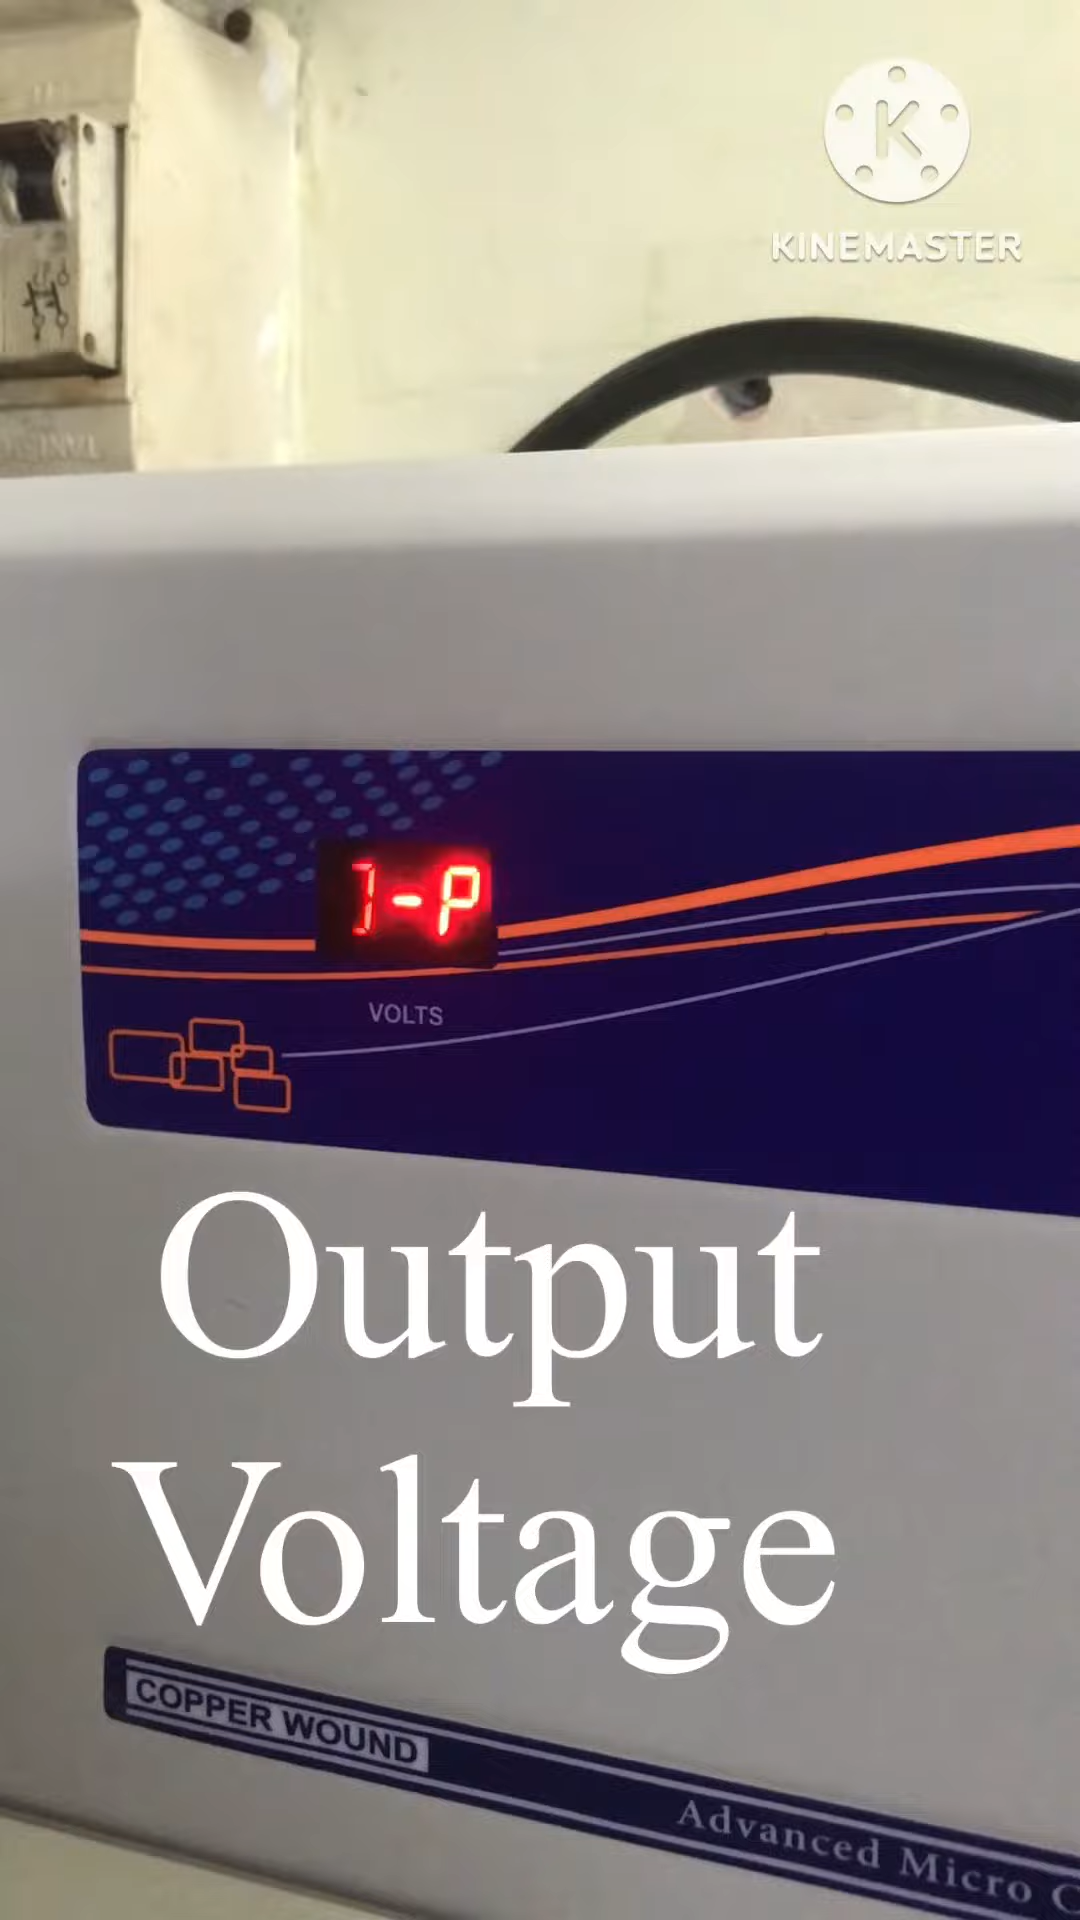 K
KINEMASTER
VOLTS
Output
Voltage
COPPER WOUND
Advanced Micro